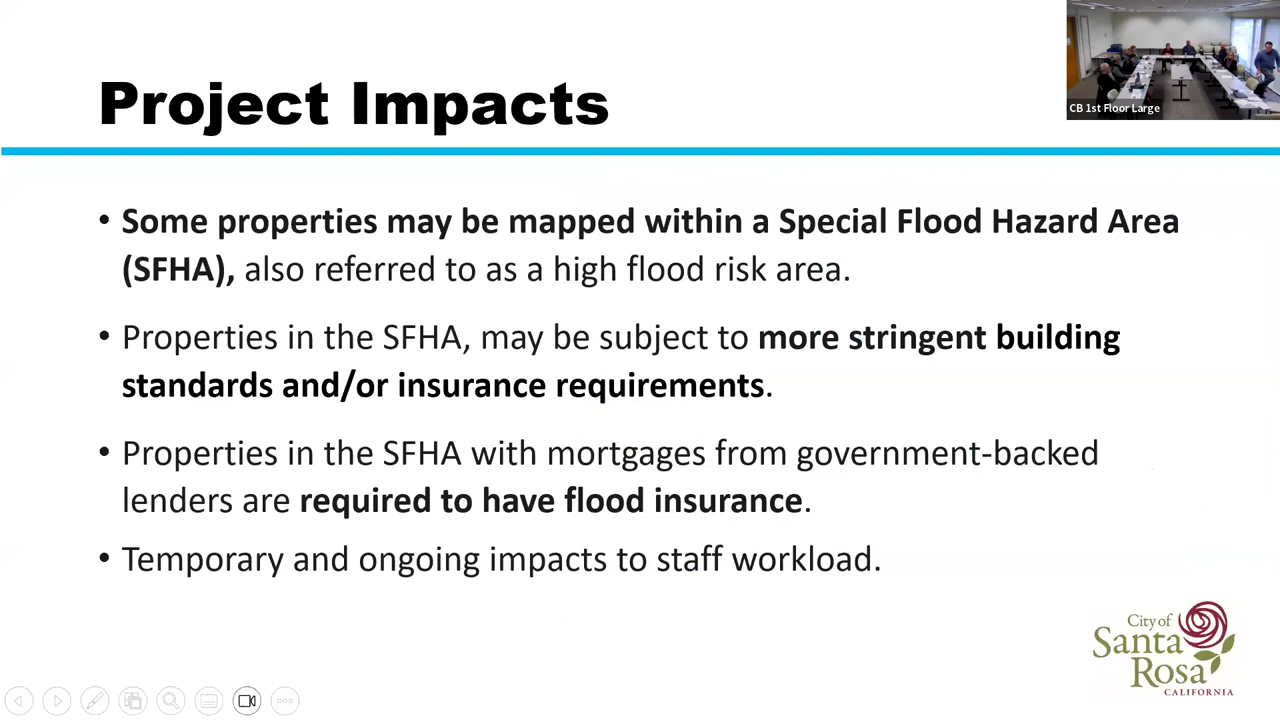 CB 1st Floor Large
Project Impacts
• Some properties may be mapped within a Special Flood Hazard Area
(SFHA), also referred to as a high flood risk area.
• Properties in the SFHA, may be subject to more stringent building
standards and/or insurance requirements.
• Properties in the SFHA with mortgages from government-backed
lenders are required to have flood insurance.
• Temporary and ongoing impacts to staff workload.
City of
Santa
Rosa
CALIFORNIA